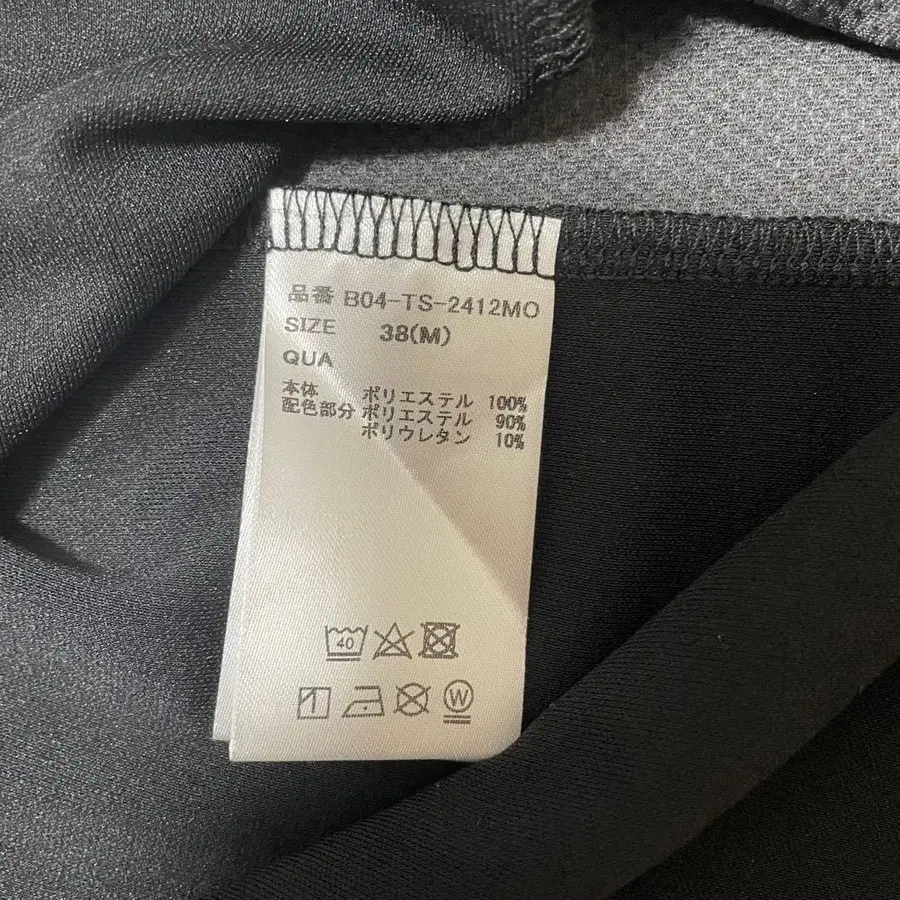 品番 B04-TS-2412MO
SIZE 38(M)
QUA
本体 ポリエステル 100%
配色部分 ポリエステル 90%
ポリウレタン 10%
40
W